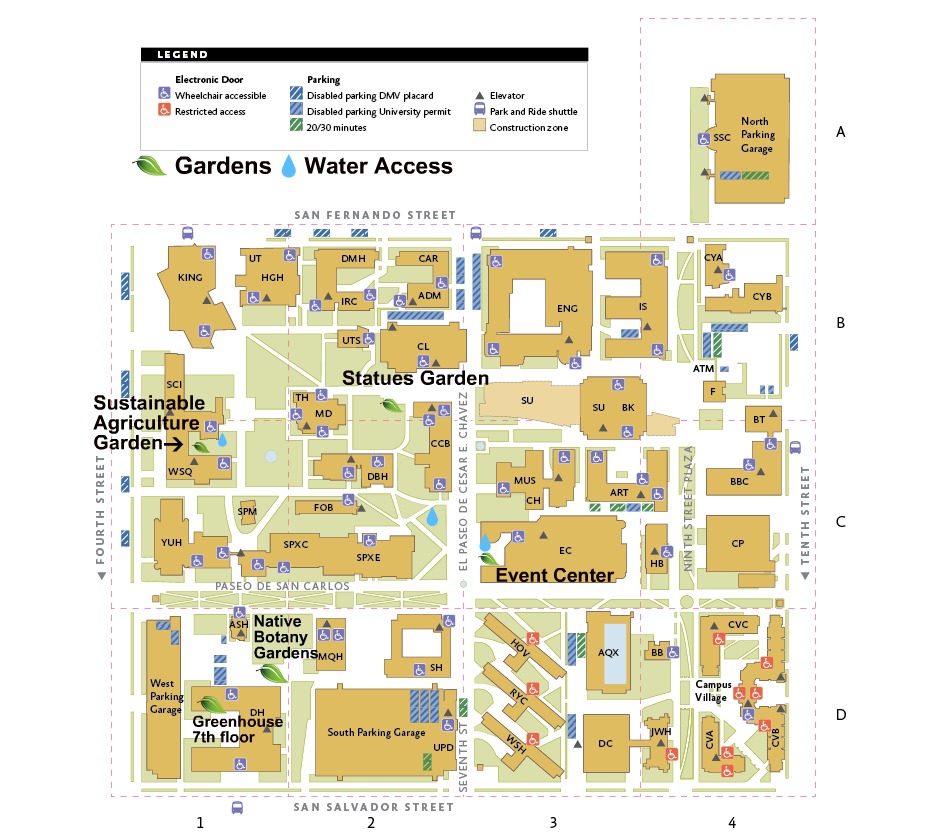 LEGEND
Electronic Door
Wheelchair accessible
Restricted access
Parking
Disabled parking DMV placard
Disabled parking University permit
20/30 minutes
Elevator
Park and Ride shuttle
Construction zone
Gardens
Water Access
SSC
North
Parking
Garage
A
SAN FERNANDO STREET
KING
UT
HGH
DMH
IRC
CAR
ADM
ENG
IS
CYA
CYB
B
UTS
CL
ATM
F
SCI
Statues Garden
TH
MD
SU
SU
BK
BT
Sustainable
Agriculture
Garden
WSQ
CCB
DBH
MUS
CH
ART
BBC
FOURTH STREET
EL PASEO DE CESAR E. CHAVEZ
NINTH STREET PLAZA
TENTH STREET
C
YUH
SPM
FOB
SPXC
SPXE
EC
HB
CP
Event Center
PASEO DE SAN CARLOS
ASH
Native
Botany
Gardens
MQH
SH
HOV
RYC
WSH
AQX
BB
CVC
Campus
Village
West
Parking
Garage
DH
Greenhouse
7th floor
South Parking Garage
UPD
SEVENTH ST
DC
JWH
CVA
CVB
D
SAN SALVADOR STREET
1
2
3
4